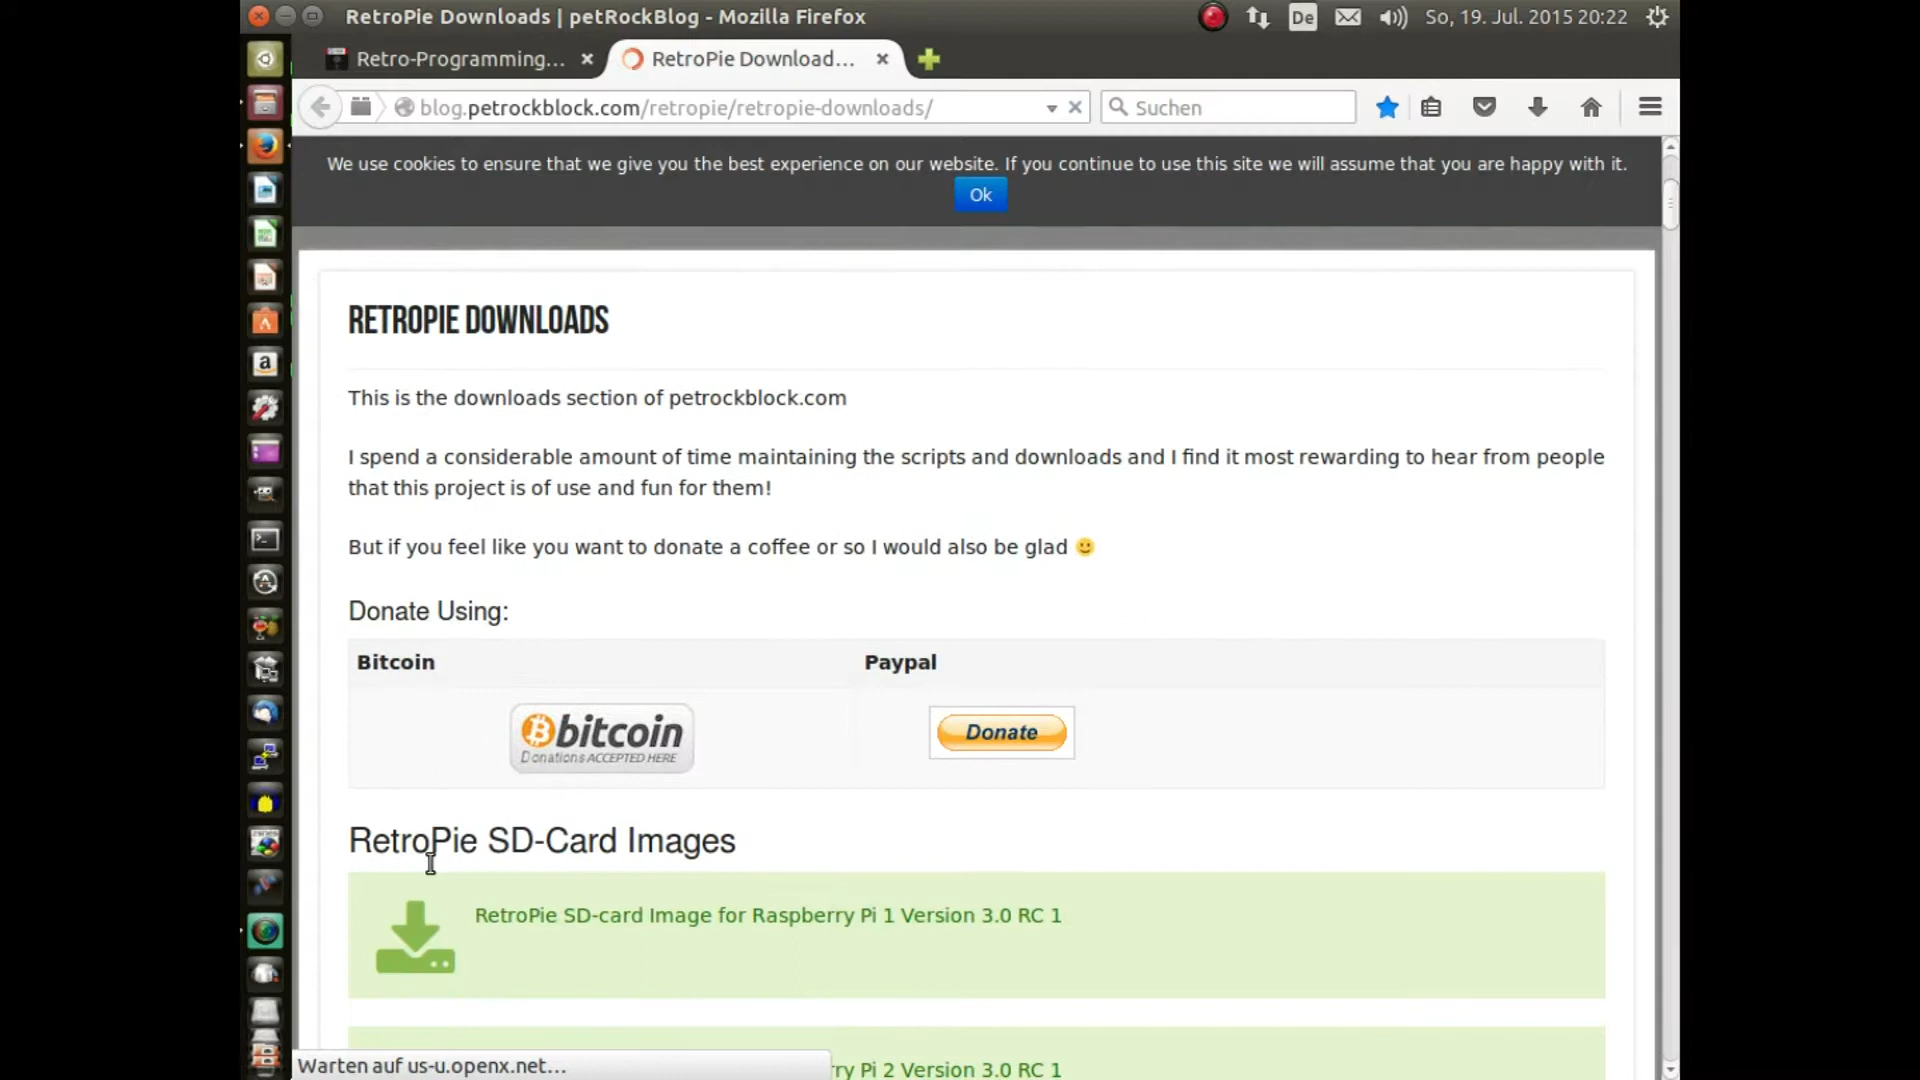 RetroPie Downloads | petRockBlog - Mozilla Firefox
De
So, 19. Jul. 2015 20:22
Retro-Programming...
RetroPie Download...
blog.petrockblock.com/retropie/retropie-downloads/
Suchen
We use cookies to ensure that we give you the best experience on our website. If you continue to use this site we will assume that you are happy with it.
Ok
RETROPIE DOWNLOADS
This is the downloads section of petrockblock.com
I spend a considerable amount of time maintaining the scripts and downloads and I find it most rewarding to hear from people
that this project is of use and fun for them!
But if you feel like you want to donate a coffee or so I would also be glad
Donate Using:
Bitcoin
Paypal
bitcoin
Donations ACCEPTED HERE
Donate
RetroPie SD-Card Images
RetroPie SD-card Image for Raspberry Pi 1 Version 3.0 RC 1
rry Pi 2 Version 3.0 RC 1
Warten auf us-u.openx.net...